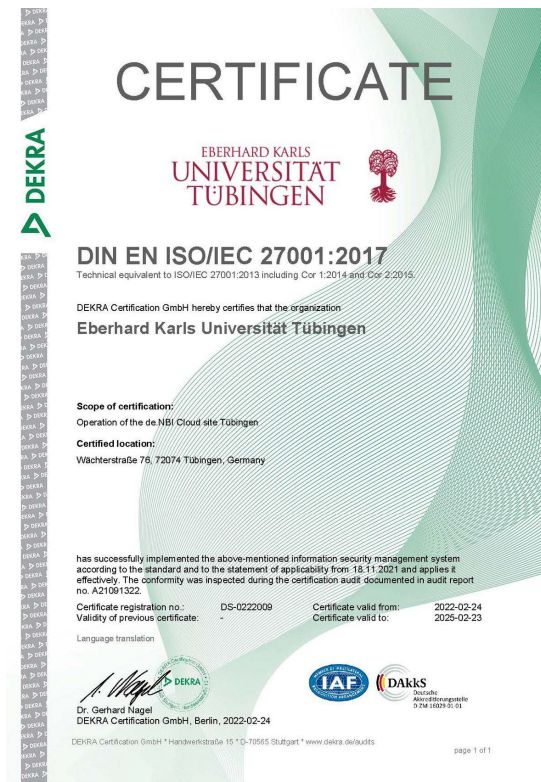 CERTIFICATE
DEKRA
EBERHARD KARLS
UNIVERSITÄT
TÜBINGEN
DIN EN ISO/IEC 27001:2017
Technical equivalent to ISO/IEC 27001:2013 including Cor 1:2014 and Cor 2:2015.
DEKRA Certification GmbH hereby certifies that the organization
Eberhard Karls Universität Tübingen
Scope of certification:
Operation of the de.NBI Cloud site Tübingen
Certified location:
Wächterstraße 76, 72074 Tübingen, Germany
has successfully implemented the above-mentioned information security management system
according to the standard and to the statement of applicability from 18.11.2021 and applies it
effectively. The conformity was inspected during the certification audit documented in audit report
no. A21091322.
Certificate registration no.: DS-0222009 Certificate valid from: 2022-02-24
Validity of previous certificate: - Certificate valid to: 2025-02-23
Language translation
DEKRA
IAF
DAkkS
Deutsche
Akkreditierungsstelle
D-ZM-16029-01-01
Dr. Gerhard Nagel
DEKRA Certification GmbH, Berlin, 2022-02-24
DEKRA Certification GmbH * Handwerkstraße 15 * D-70565 Stuttgart * www.dekra.de/audits
page 1 of 1